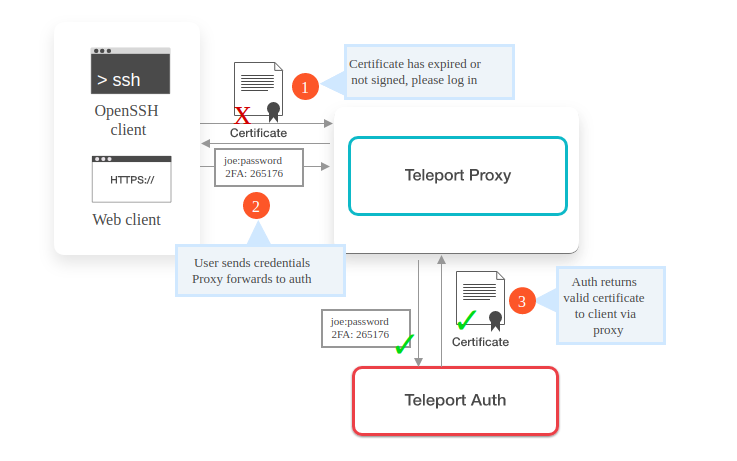 > ssh
OpenSSH
client
HTTPS://
Web client
X
Certificate
1
Certificate has expired or
not signed, please log in
joe:password
2FA: 265176
2
User sends credentials
Proxy forwards to auth
Teleport Proxy
joe:password
2FA: 265176
Certificate
3
Auth returns
valid certificate
to client via
proxy
Teleport Auth